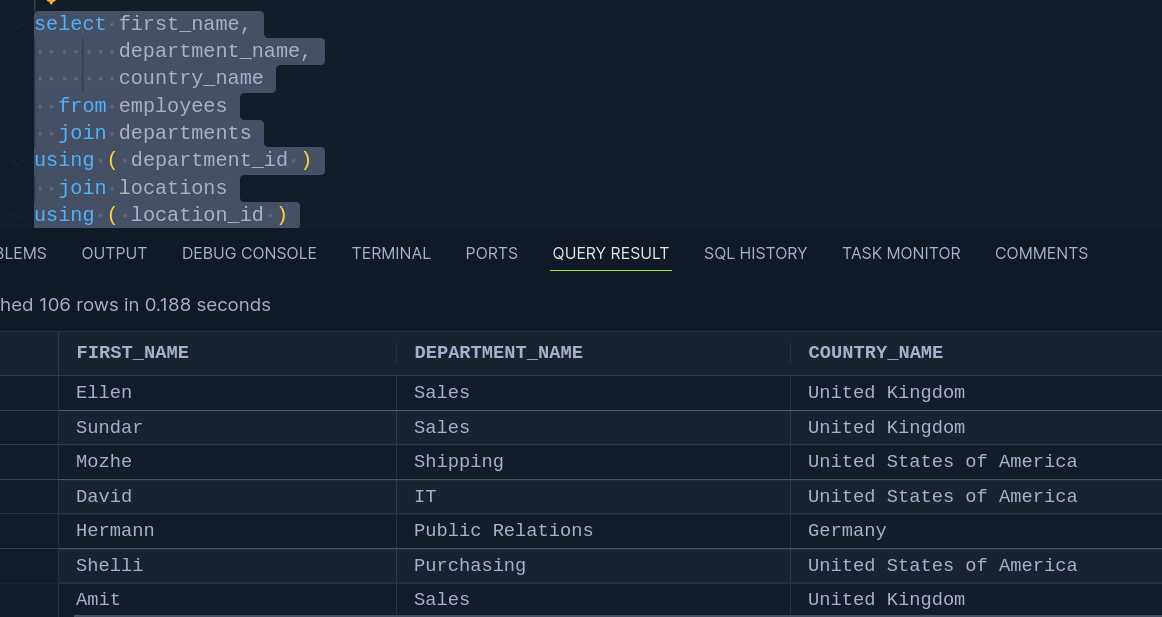 select first_name,
department_name,
country_name
from employees
join departments
using ( department_id )
join locations
using ( location_id )
BLEMS OUTPUT DEBUG CONSOLE TERMINAL PORTS QUERY RESULT SQL HISTORY TASK MONITOR COMMENTS
hed 106 rows in 0.188 seconds
FIRST_NAME DEPARTMENT_NAME COUNTRY_NAME
Ellen Sales United Kingdom
Sundar Sales United Kingdom
Mozhe Shipping United States of America
David IT United States of America
Hermann Public Relations Germany
Shelli Purchasing United States of America
Amit Sales United Kingdom